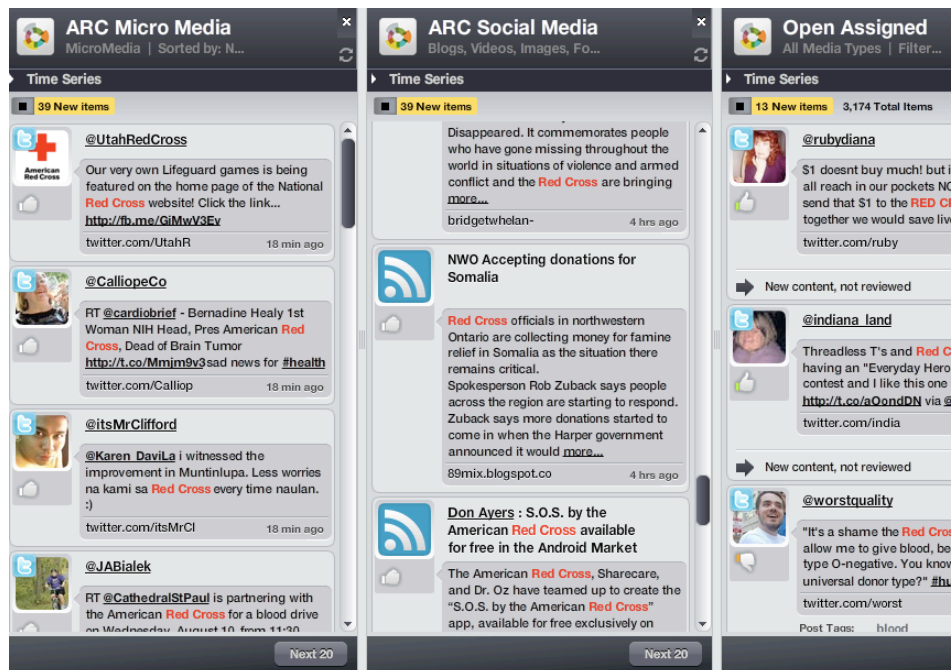 ARC Micro Media
MicroMedia | Sorted by: N...
Time Series
39 New items
@UtahRedCross
American
Red Cross
Our very own Lifeguard games is being
featured on the home page of the National
Red Cross website! Click the link...
http://fb.me/GiMwV3Ev
twitter.com/UtahR
18 min ago
@CalliopeCo
RT @cardiobrief - Bernadine Healy 1st
Woman NIH Head, Pres American Red
Cross, Dead of Brain Tumor
http://t.co/Mmjm9v3sad news for #health
twitter.com/Calliop
18 min ago
@itsMrClifford
@Karen_DaviLa i witnessed the
improvement in Muntinlupa. Less worries
na kami sa Red Cross every time naulan.
:)
twitter.com/itsMrCl
18 min ago
@JABialek
RT @CathedralStPaul is partnering with
the American Red Cross for a blood drive
on Wednesday, August 10, from 11:30
Next 20
ARC Social Media
Blogs, Videos, Images, Fo...
Time Series
39 New items
Disappeared. It commemorates people
who have gone missing throughout the
world in situations of violence and armed
conflict and the Red Cross are bringing
more...
bridgetwhelan-
4 hrs ago
NWO Accepting donations for
Somalia
Red Cross officials in northwestern
Ontario are collecting money for famine
relief in Somalia as the situation there
remains critical.
Spokesperson Rob Zuback says people
across the region are starting to respond.
Zuback says more donations started to
come in when the Harper government
announced it would more...
89mix.blogspot.co
4 hrs ago
Don Ayers : S.O.S. by the
American Red Cross available
for free in the Android Market
The American Red Cross, Sharecare,
and Dr. Oz have teamed up to create the
“S.O.S. by the American Red Cross”
app, available for free exclusively on
Next 20
Open Assigned
All Media Types | Filter...
Time Series
13 New items 3,174 Total Items
@rubydiana
$1 doesnt buy much! but i
all reach in our pockets NO
send that $1 to the RED
together we would save
twitter.com/ruby
New content, not reviewed
@indiana_land
Threadless T's and Red
having an "Everyday Hero
contest and I like this one
http://t.co/aOondDN via
twitter.com/india
New content, not reviewed
@worstquality
"It's a shame the Red
allow me to give blood,
type O-negative. You know
universal donor type?"
twitter.com/worst
Post Tags: blood